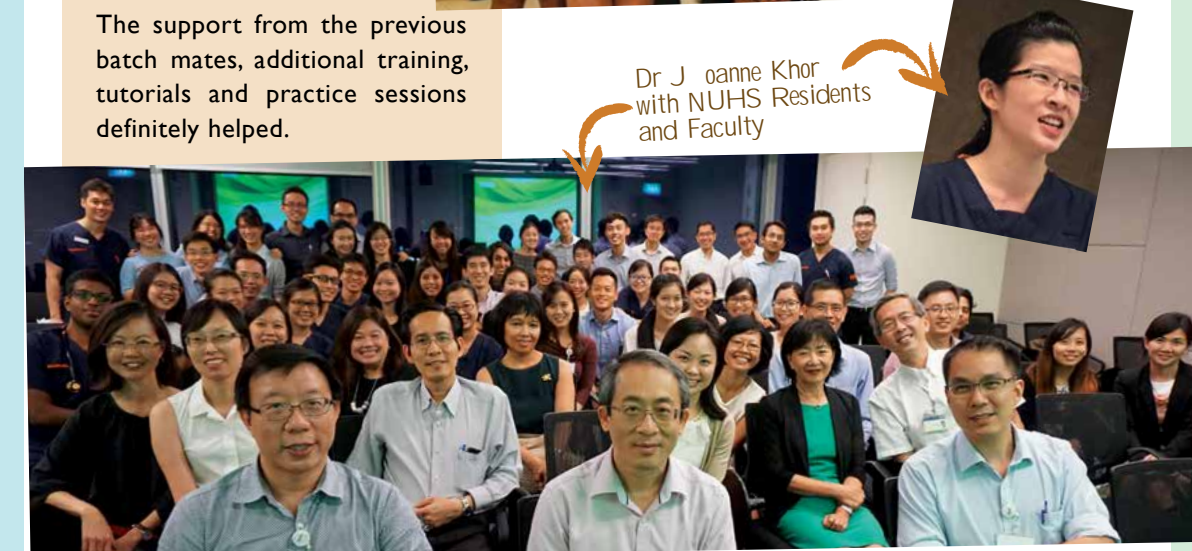 The support from the previous
batch mates, additional training,
tutorials and practice sessions
definitely helped.
Dr J oanne Khor
with NUHS Residents
and Faculty